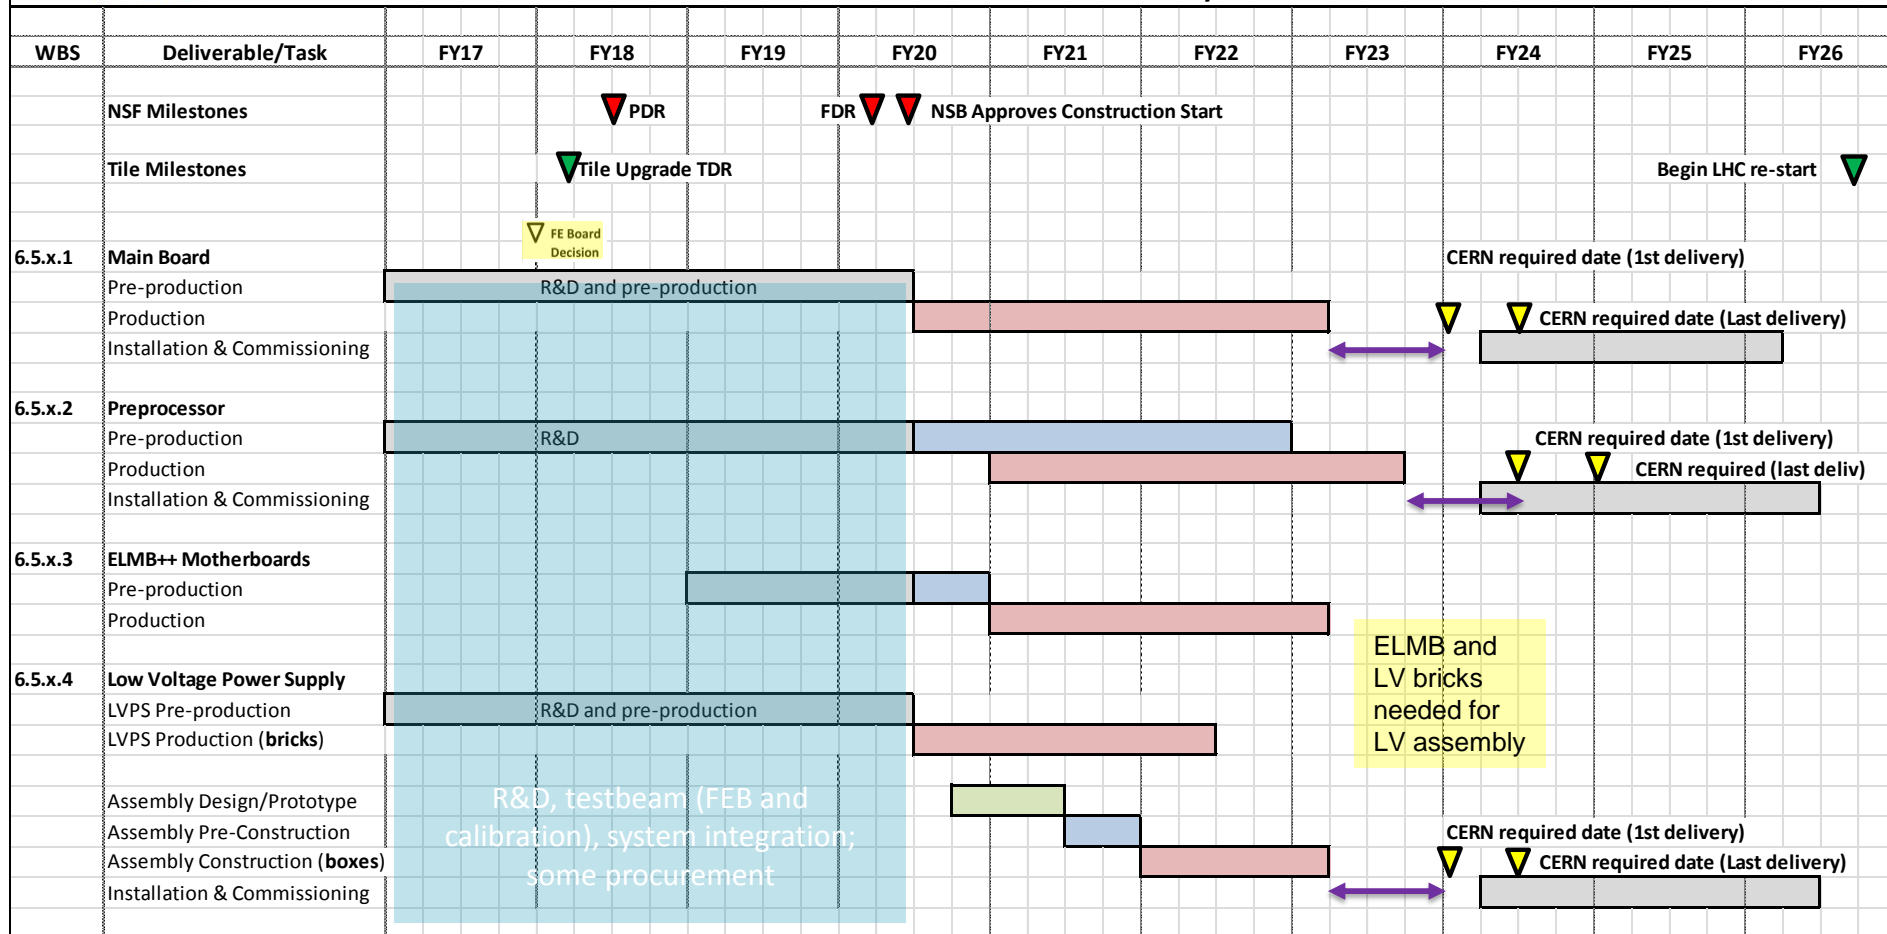 WBS Deliverable/Task FY17 FY18 FY19 FY20 FY21 FY22 FY23 FY24 FY25 FY26
NSF Milestones PDR FDR NSB Approves Construction Start
Tile Milestones Tile Upgrade TDR Begin LHC re-start
FE Board
Decision
6.5.x.1 Main Board CERN required date (1st delivery)
Pre-production R&D and pre-production
Production CERN required date (Last delivery)
Installation & Commissioning
6.5.x.2 Preprocessor
Pre-production R&D CERN required date (1st delivery)
Production CERN required (last deliv)
Installation & Commissioning
6.5.x.3 ELMB++ Motherboards
Pre-production
Production
ELMB and
LV bricks
needed for
LV assembly
6.5.x.4 Low Voltage Power Supply
LVPS Pre-production R&D and pre-production
LVPS Production (bricks)
R&D, testbeam (FEB and
calibration), system integration;
some procurement
Assembly Design/Prototype
Assembly Pre-Construction CERN required date (1st delivery)
Assembly Construction (boxes) CERN required date (Last delivery)
Installation & Commissioning